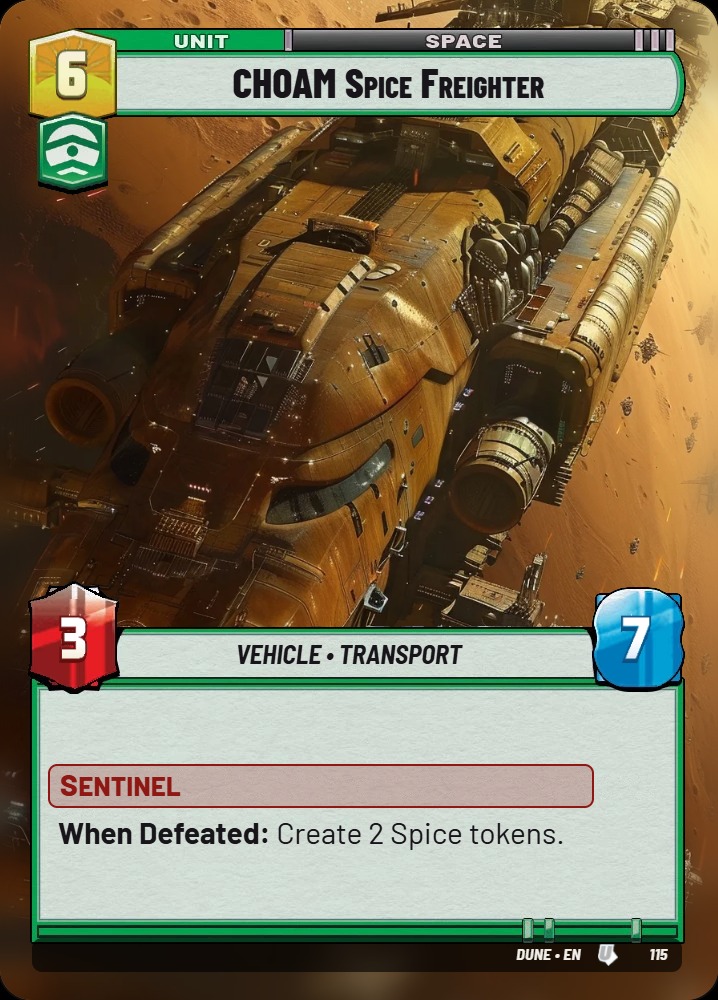 UNIT
SPACE
6
CHOAM Spice Freighter
3
VEHICLE • TRANSPORT
7
SENTINEL
When Defeated: Create 2 Spice tokens.
DUNE • EN U 115